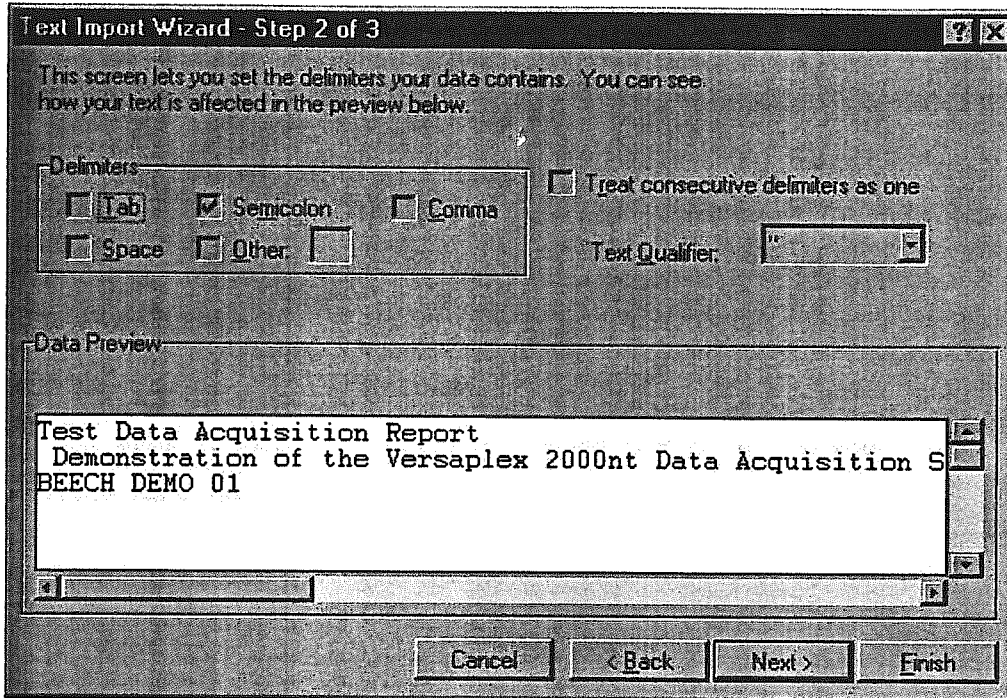 Text Import Wizard - Step 2 of 3
This screen lets you set the delimiters your data contains. You can see
how your text is affected in the preview below.
Delimiters
Tab Semicolon Comma
Space Other:
Treat consecutive delimiters as one
Text Qualifier: "
Data Preview
Test Data Acquisition Report
Demonstration of the Versaplex 2000nt Data Acquisition S
BEECH DEMO 01
Cancel < Back Next > Finish